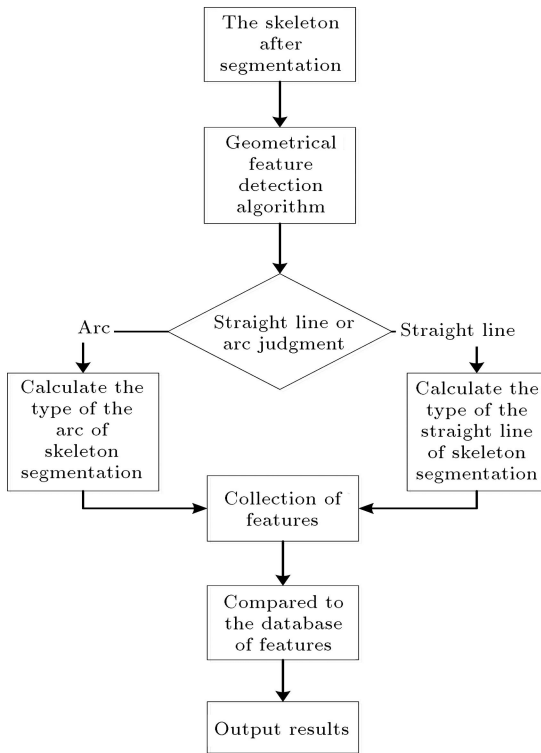 The skeleton
after
segmentation
Geometrical
feature
detection
algorithm
Straight line or
arc judgment
Arc
Straight line
Calculate the
type of the
arc of
skeleton
segmentation
Calculate the
type of the
straight line
of skeleton
segmentation
Collection of
features
Compared to
the database
of features
Output results